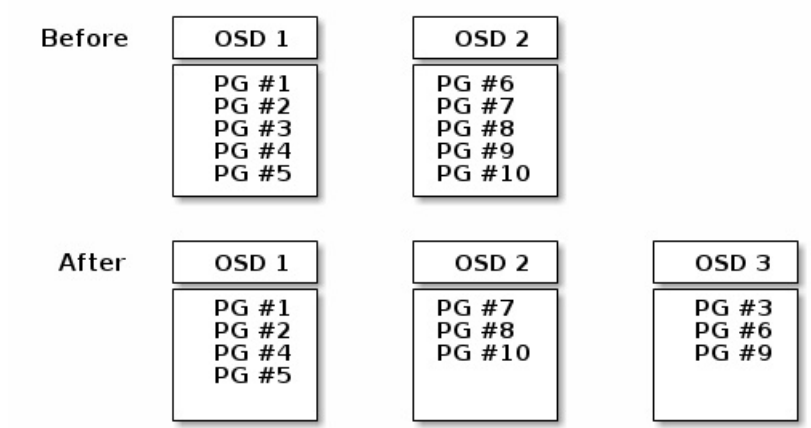 Before
OSD 1
OSD 2
PG #1
PG #2
PG #3
PG #4
PG #5
PG #6
PG #7
PG #8
PG #9
PG #10
After
OSD 1
OSD 2
OSD 3
PG #1
PG #2
PG #4
PG #5
PG #7
PG #8
PG #10
PG #3
PG #6
PG #9